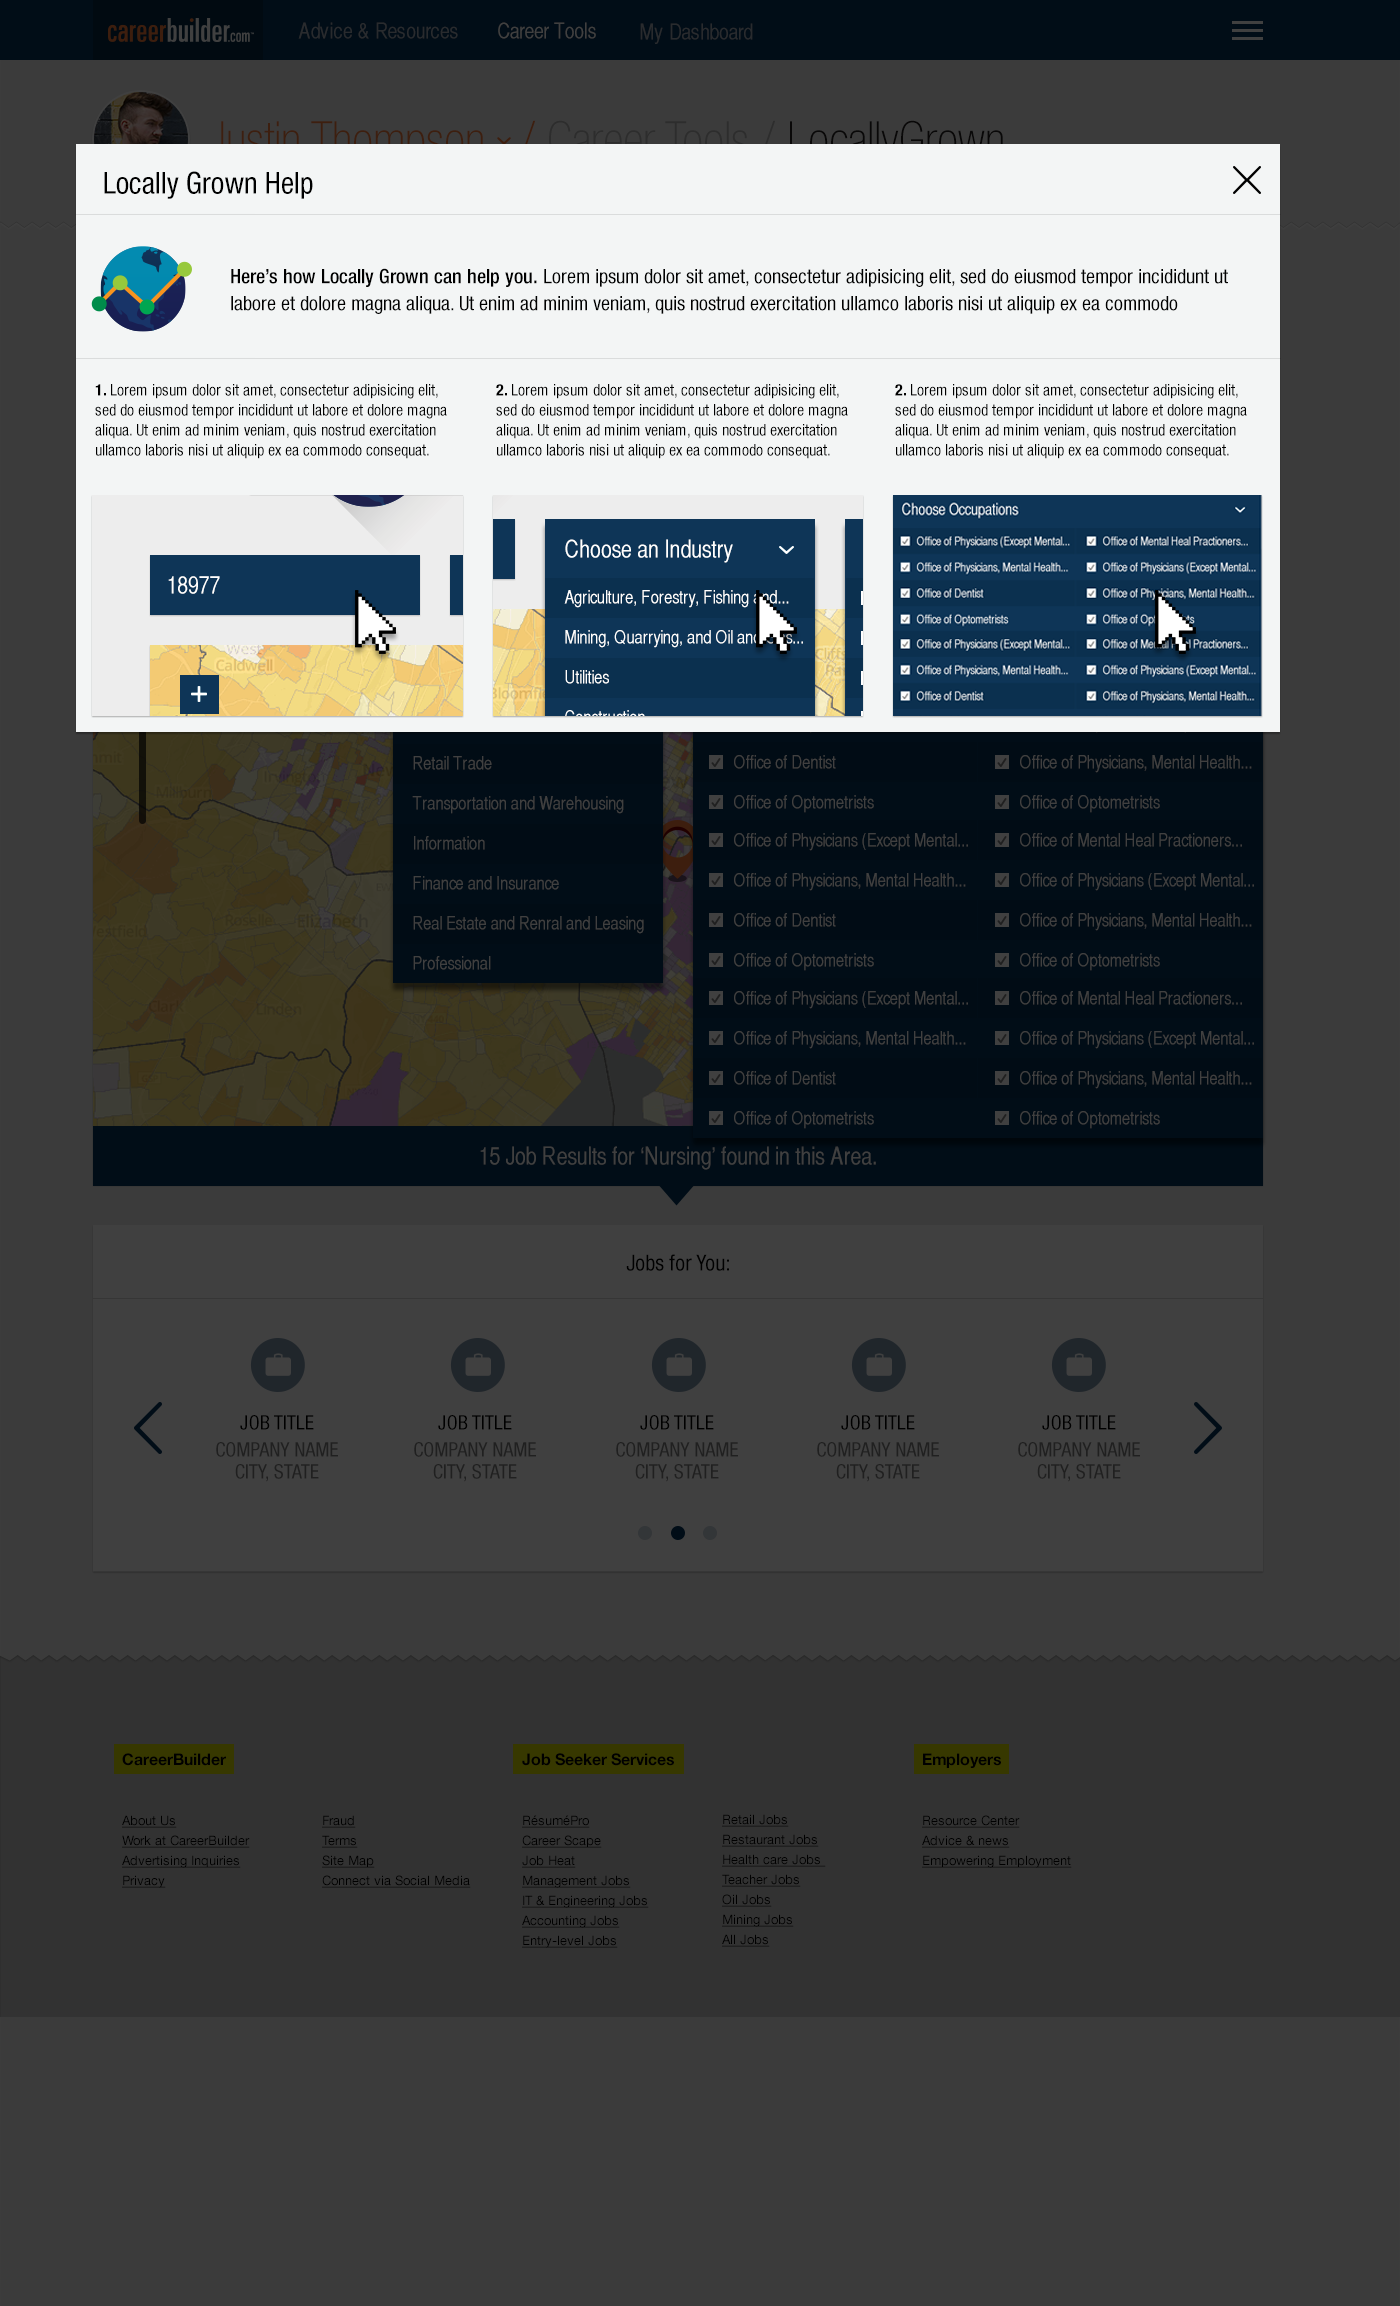 careerbuilder.com
Advice & Resources
Career Tools
My Dashboard
Justin Thompson / Career Tools / LocallyGrown
Locally Grown Help
Here's how Locally Grown can help you. Lorem ipsum dolor sit amet, consectetur adipisicing elit, sed do eiusmod tempor incididunt ut
labore et dolore magna aliqua. Ut enim ad minim veniam, quis nostrud exercitation ullamco laboris nisi ut aliquip ex ea commodo
1. Lorem ipsum dolor sit amet, consectetur adipisicing elit,
sed do eiusmod tempor incididunt ut labore et dolore magna
aliqua. Ut enim ad minim veniam, quis nostrud exercitation
ullamco laboris nisi ut aliquip ex ea commodo consequat.
2. Lorem ipsum dolor sit amet, consectetur adipisicing elit,
sed do eiusmod tempor incididunt ut labore et dolore magna
aliqua. Ut enim ad minim veniam, quis nostrud exercitation
ullamco laboris nisi ut aliquip ex ea commodo consequat.
2. Lorem ipsum dolor sit amet, consectetur adipisicing elit,
sed do eiusmod tempor incididunt ut labore et dolore magna
aliqua. Ut enim ad minim veniam, quis nostrud exercitation
ullamco laboris nisi ut aliquip ex ea commodo consequat.
18977
West
Caldwell
+
Choose an Industry
Agriculture, Forestry, Fishing and...
Mining, Quarrying, and Oil and
Utilities
Construction
Choose Occupations
Office of Physicians (Except Mental...
Office of Mental Heal Practioners...
Office of Physicians, Mental Health...
Office of Physicians (Except Mental...
Office of Dentist
Office of Physicians, Mental Health...
Office of Optometrists
Office of Optometrists
Office of Physicians (Except Mental...
Office of Mental Heal Practioners...
Office of Physicians, Mental Health...
Office of Physicians (Except Mental...
Office of Dentist
Office of Physicians, Mental Health...
Millburn
Roselle
Elizabeth
Clark
Linden
Retail Trade
Transportation and Warehousing
Information
Finance and Insurance
Real Estate and Renral and Leasing
Professional
Office of Dentist
Office of Physicians, Mental Health...
Office of Optometrists
Office of Optometrists
Office of Physicians (Except Mental...
Office of Mental Heal Practioners...
Office of Physicians, Mental Health...
Office of Physicians (Except Mental...
Office of Dentist
Office of Physicians, Mental Health...
Office of Optometrists
Office of Optometrists
Office of Physicians (Except Mental...
Office of Mental Heal Practioners...
Office of Physicians, Mental Health...
Office of Physicians (Except Mental...
Office of Dentist
Office of Physicians, Mental Health...
Office of Optometrists
Office of Optometrists
15 Job Results for ‘Nursing’ found in this Area.
Jobs for You:
JOB TITLE
COMPANY NAME
CITY, STATE
JOB TITLE
COMPANY NAME
CITY, STATE
JOB TITLE
COMPANY NAME
CITY, STATE
JOB TITLE
COMPANY NAME
CITY, STATE
JOB TITLE
COMPANY NAME
CITY, STATE
CareerBuilder
About Us
Work at CareerBuilder
Advertising Inquiries
Privacy
Fraud
Terms
Site Map
Connect via Social Media
Job Seeker Services
RésuméPro
Career Scape
Job Heat
Management Jobs
IT & Engineering Jobs
Accounting Jobs
Entry-level Jobs
Retail Jobs
Restaurant Jobs
Health care Jobs
Teacher Jobs
Oil Jobs
Mining Jobs
All Jobs
Employers
Resource Center
Advice & news
Empowering Employment